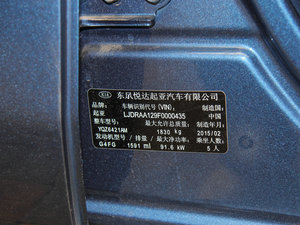 KIA 东风悦达起亚汽车有限公司
品牌: 车辆识别代号(VIN): 制造国:
起亚 LJDRAA129F0000435 中国
整车型号: 最大允许总质量: 制造年月:
YQZ6421AM 1830 kg 2015/02
发动机型号 / 排量 / 最大净功率: 乘坐人数:
G4FG 1591 ml 91.6 kW 5 人